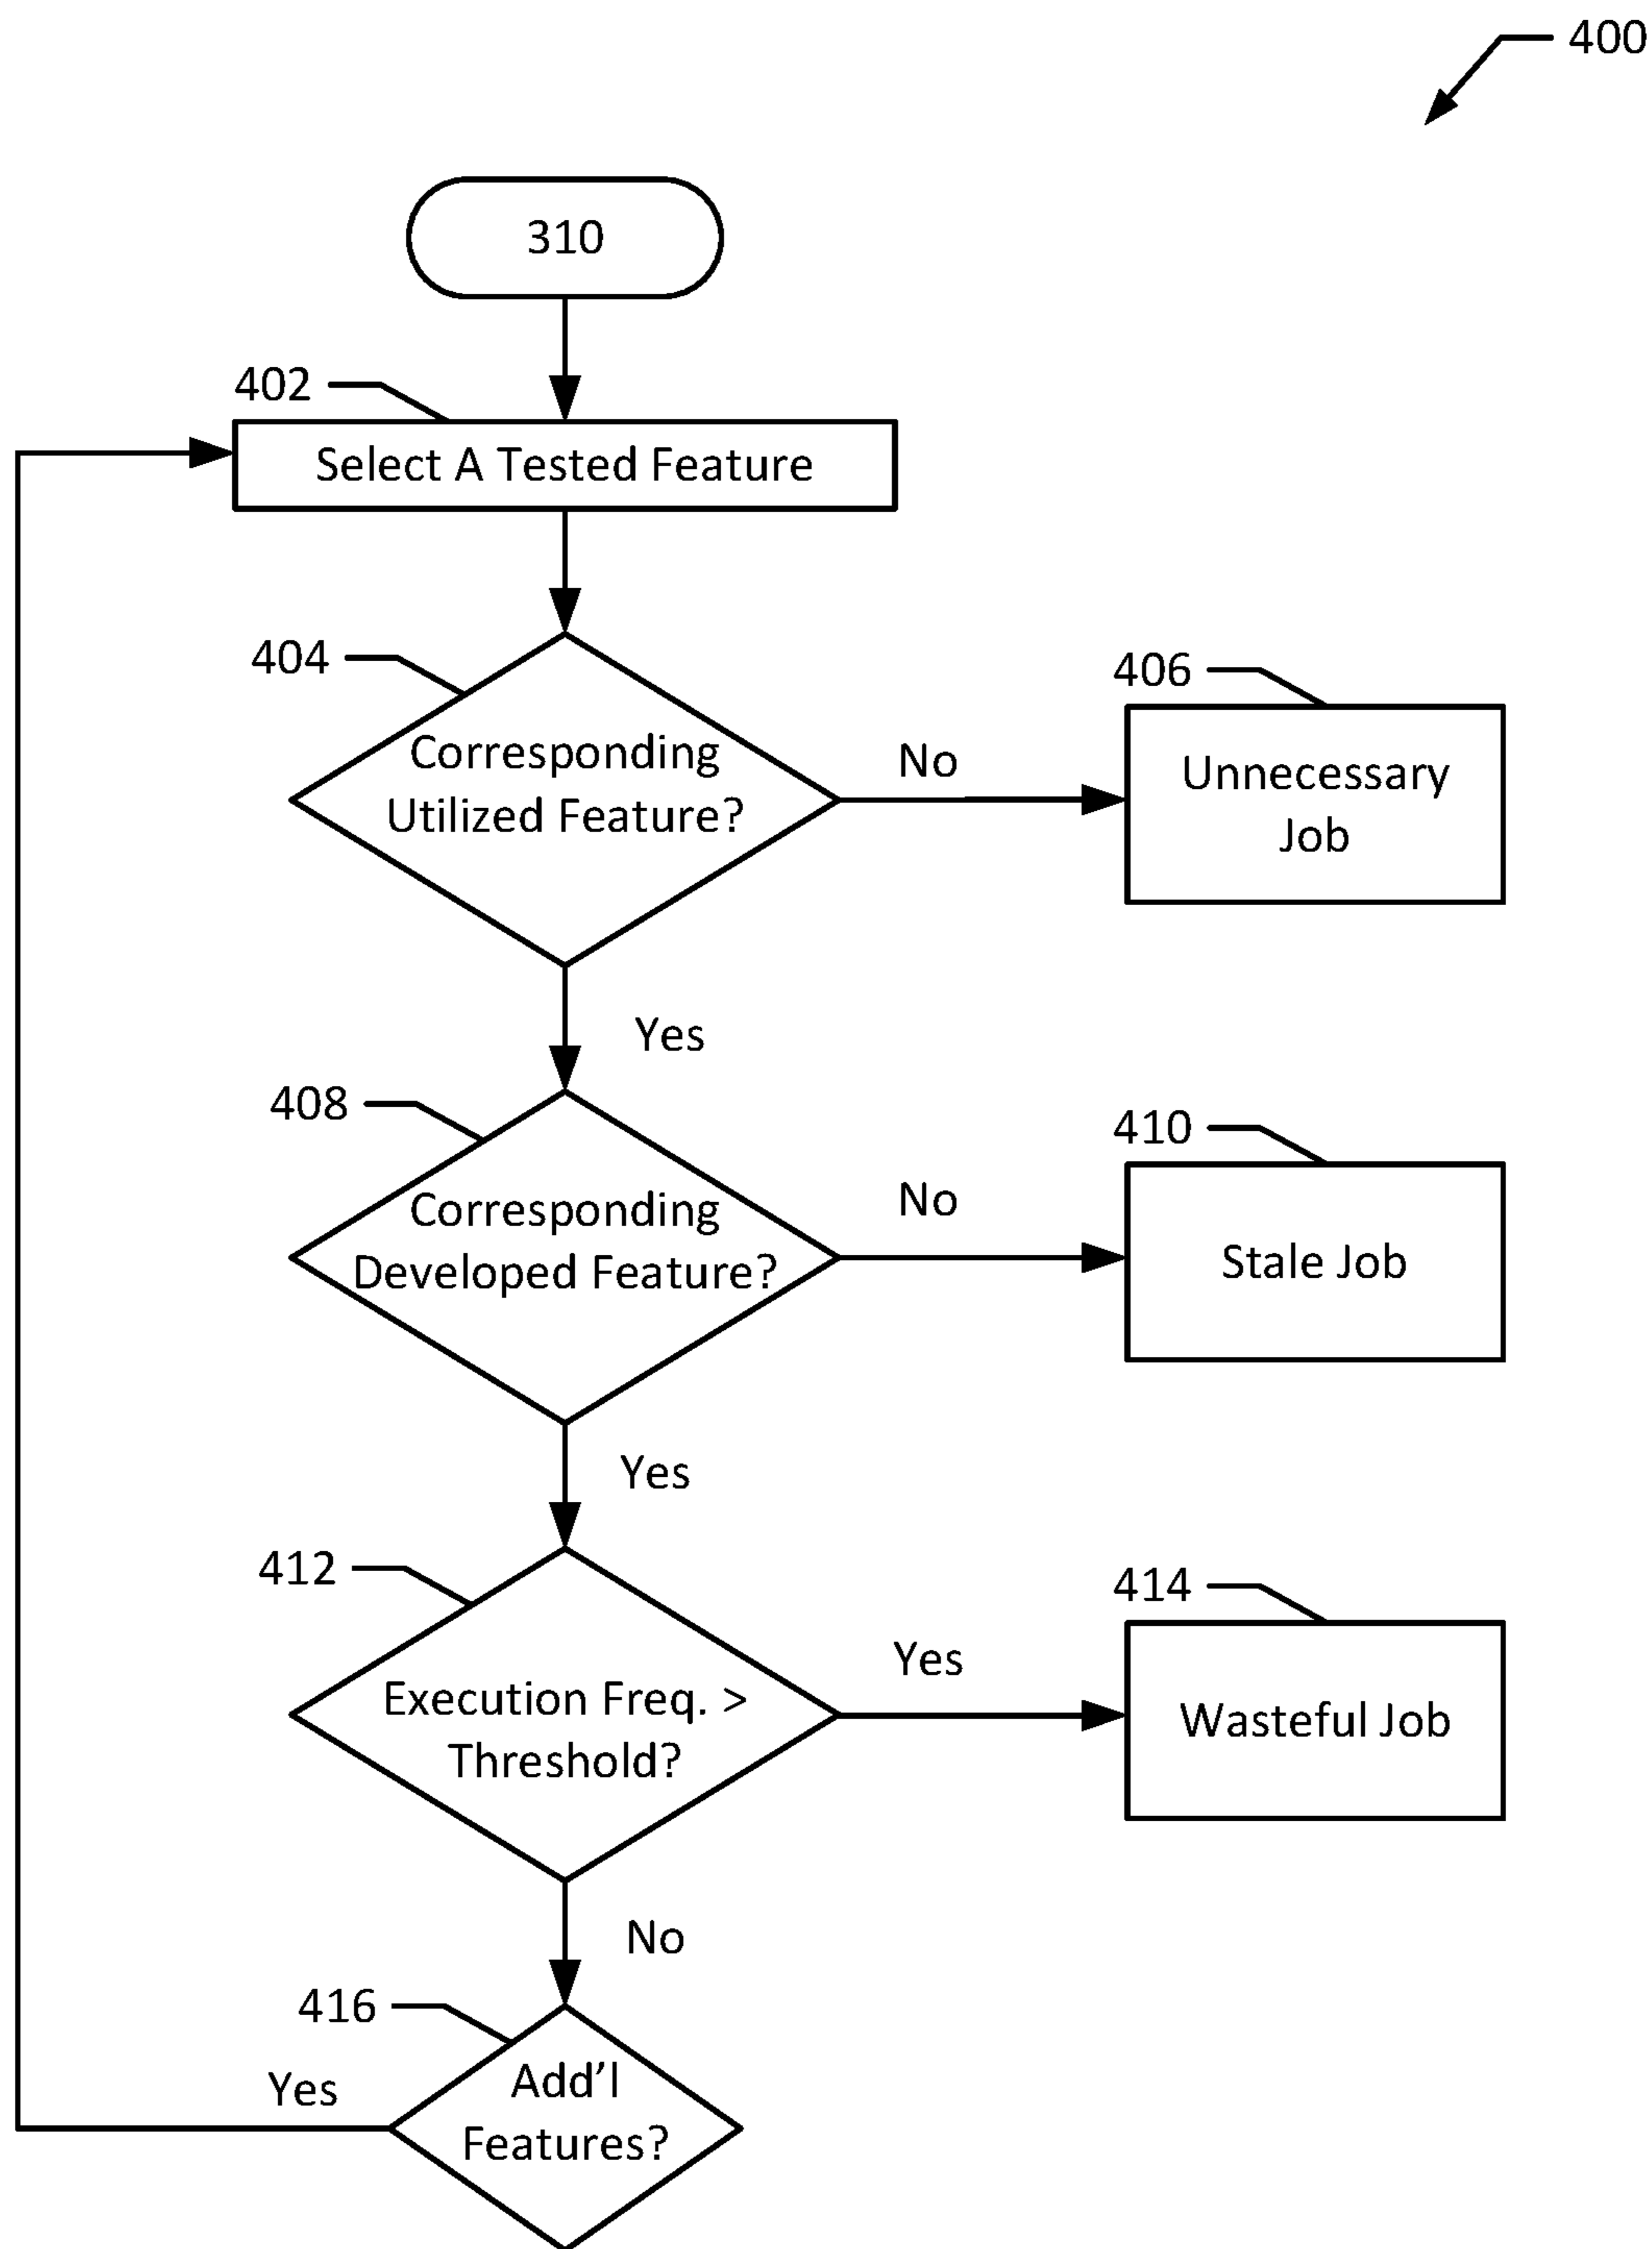 400
310
402
Select A Tested Feature
404
Corresponding
Utilized Feature?
No
406
Unnecessary
Job
Yes
408
Corresponding
Developed Feature?
No
410
Stale Job
Yes
412
Execution Freq. >
Threshold?
Yes
414
Wasteful Job
No
416
Add'l
Features?
Yes